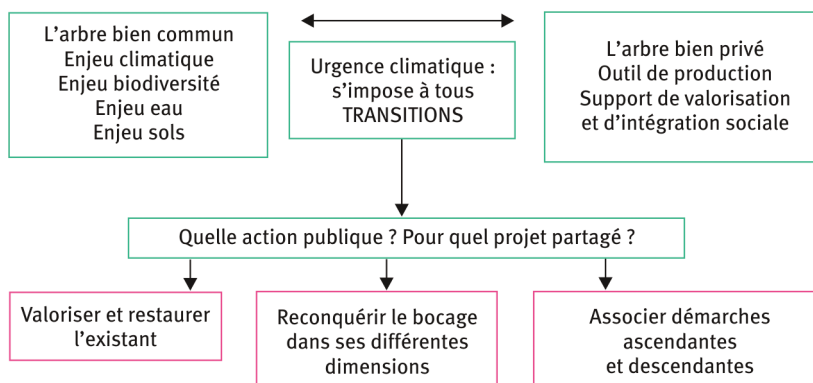 L’arbre bien commun
Enjeu climatique
Enjeu biodiversité
Enjeu eau
Enjeu sols
Urgence climatique :
s’impose à tous
TRANSITIONS
L’arbre bien privé
Outil de production
Support de valorisation
et d’intégration sociale
Quelle action publique ? Pour quel projet partagé ?
Valoriser et restaurer
l’existant
Reconquérir le bocage
dans ses différentes
dimensions
Associer démarches
ascendantes
et descendantes